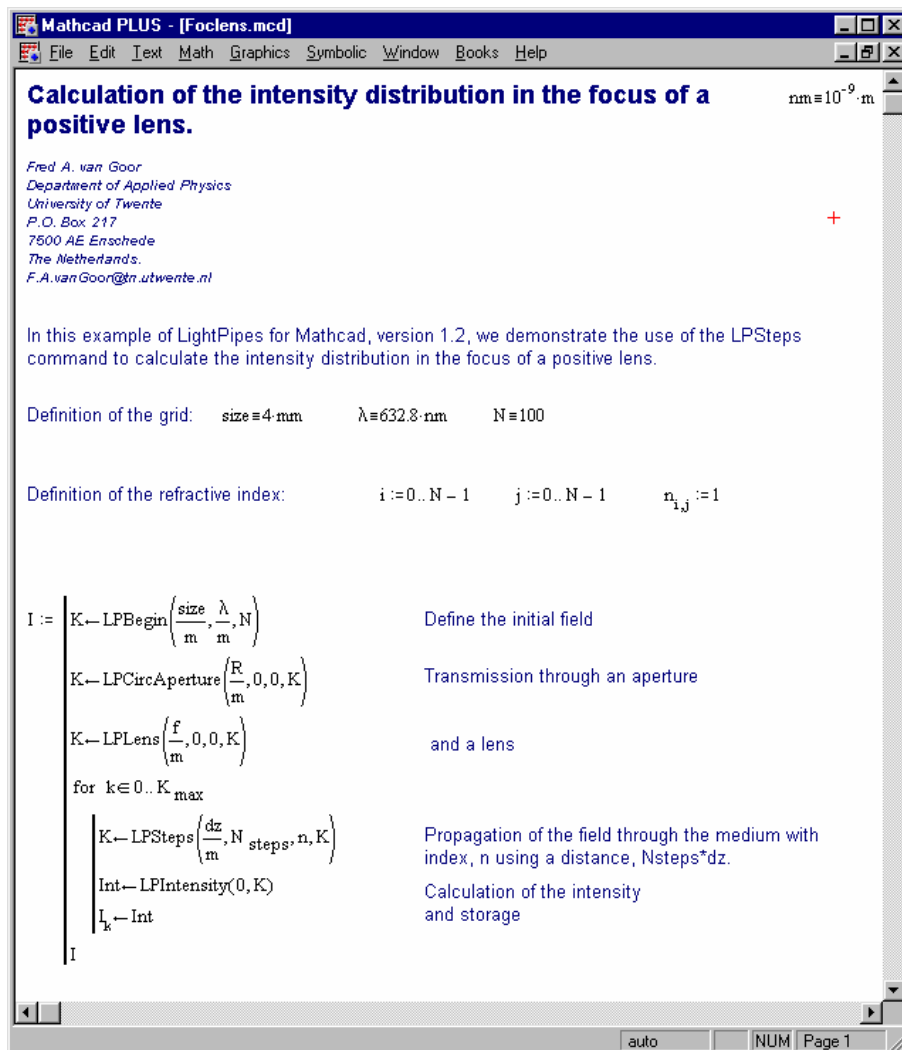 Mathcad PLUS - [Foclens.mcd]
File Edit Text Math Graphics Symbolic Window Books Help
Calculation of the intensity distribution in the focus of a
positive lens.
nm≡10⁻⁹·m
Fred A. van Goor
Department of Applied Physics
University of Twente
P.O. Box 217
7500 AE Enschede
The Netherlands.
F.A.vanGoor@tn.utwente.nl
In this example of LightPipes for Mathcad, version 1.2, we demonstrate the use of the LPSteps
command to calculate the intensity distribution in the focus of a positive lens.
Definition of the grid: size≡4·mm λ≡632.8·nm N≡100
Definition of the refractive index: i:=0..N−1 j:=0..N−1 n_{i,j}:=1
I := K←LPBegin(size/m, λ/m, N) Define the initial field
K←LPCircAperture(R/m,0,0,K) Transmission through an aperture
K←LPLens(f/m,0,0,K) and a lens
for k∈0..K_max
K←LPSteps(dz/m, N_steps, n, K) Propagation of the field through the medium with
index, n using a distance, Nsteps*dz.
Int←LPIntensity(0,K) Calculation of the intensity
I_k←Int and storage
I
auto NUM Page 1